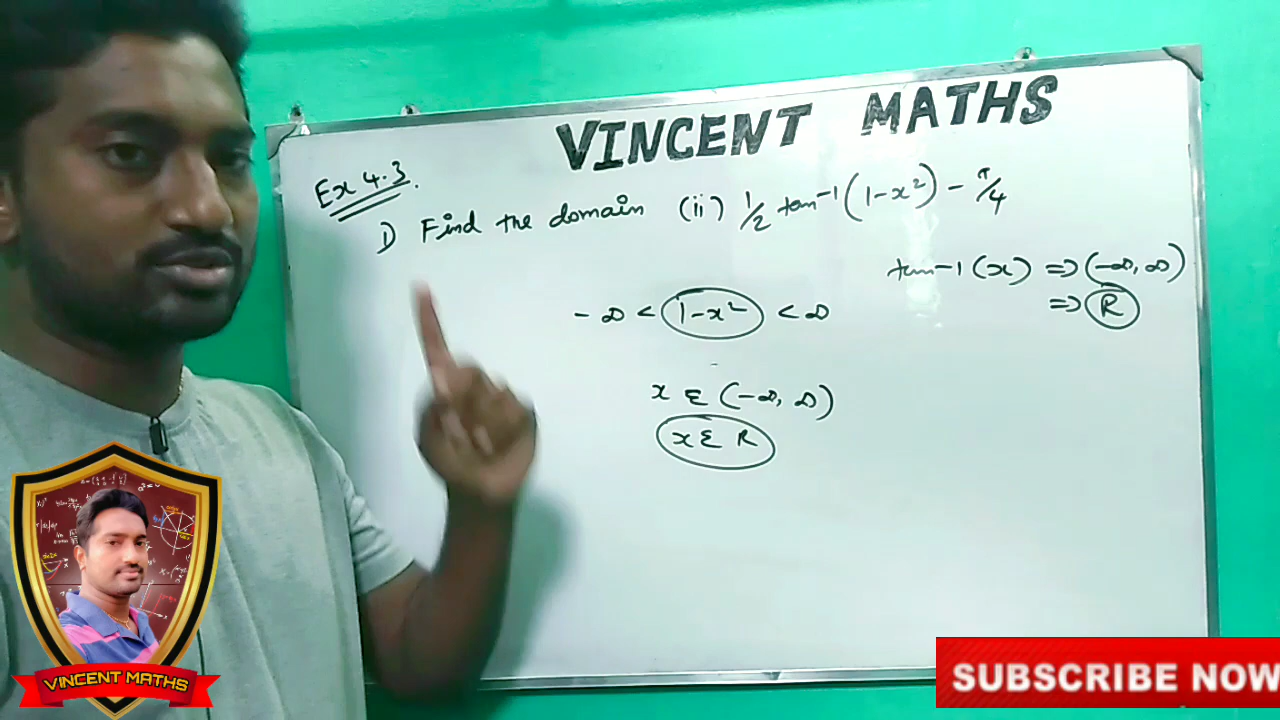 VINCENT MATHS
Ex 4.3.
1) Find the domain (ii) 1/2 tan⁻¹(1-x²) - π/4
tan⁻¹(x) ⇒ (-∞, ∞)
⇒ R
-∞ < 1-x² < ∞
x ∈ (-∞, ∞)
x ∈ R
VINCENT MATHS
SUBSCRIBE NOW